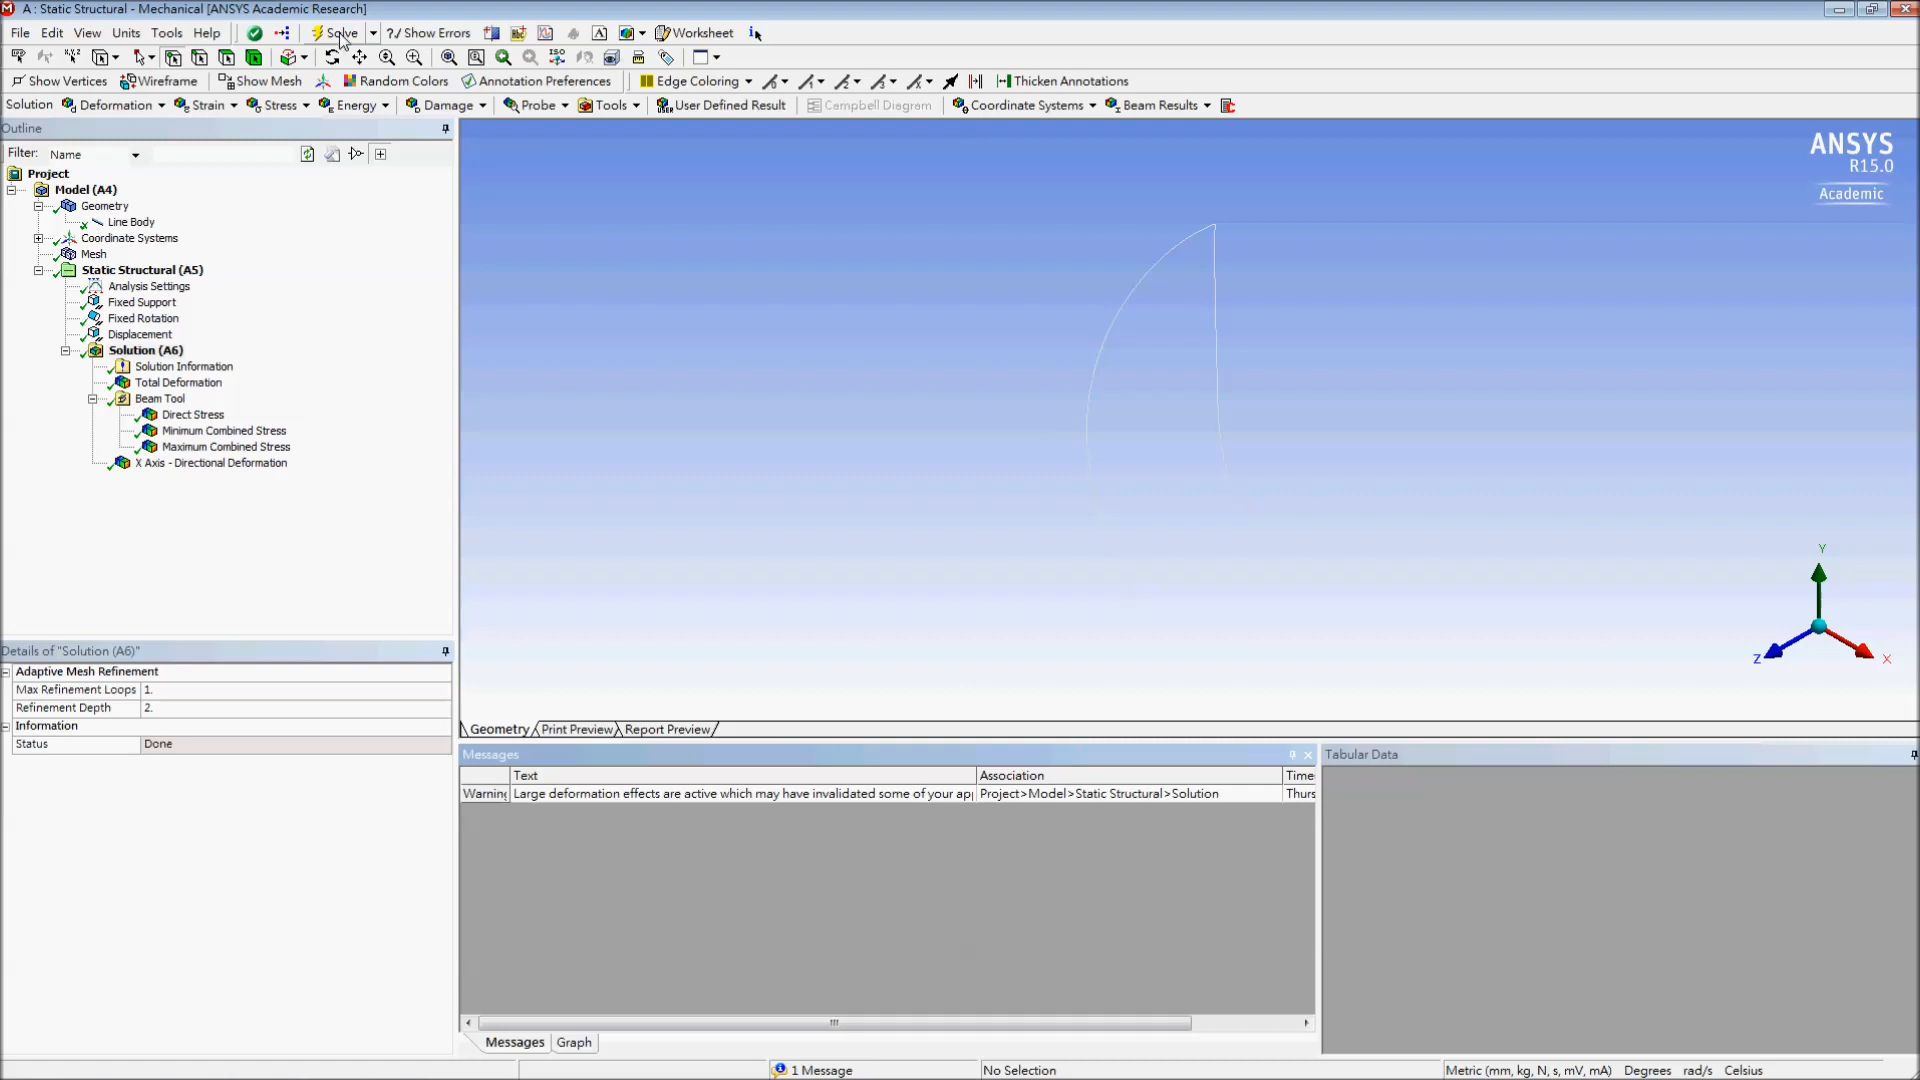 A : Static Structural - Mechanical [ANSYS Academic Research]
File Edit View Units Tools Help Solve ?/ Show Errors Worksheet
Show Vertices Wireframe Show Mesh Random Colors Annotation Preferences Edge Coloring Thicken Annotations
Solution Deformation Strain Stress Energy Damage Probe Tools User Defined Result Campbell Diagram Coordinate Systems Beam Results
Outline
Filter: Name
Project
Model (A4)
Geometry
Line Body
Coordinate Systems
Mesh
Static Structural (A5)
Analysis Settings
Fixed Support
Fixed Rotation
Displacement
Solution (A6)
Solution Information
Total Deformation
Beam Tool
Direct Stress
Minimum Combined Stress
Maximum Combined Stress
X Axis - Directional Deformation
ANSYS
R15.0
Academic
Y
Z
X
Details of "Solution (A6)"
Adaptive Mesh Refinement
Max Refinement Loops 1.
Refinement Depth 2.
Information
Status Done
Geometry Print Preview Report Preview
Messages
Text Association Time
Warning Large deformation effects are active which may have invalidated some of your app Project>Model>Static Structural>Solution Thurs
Messages Graph
Tabular Data
1 Message No Selection Metric (mm, kg, N, s, mV, mA) Degrees rad/s Celsius